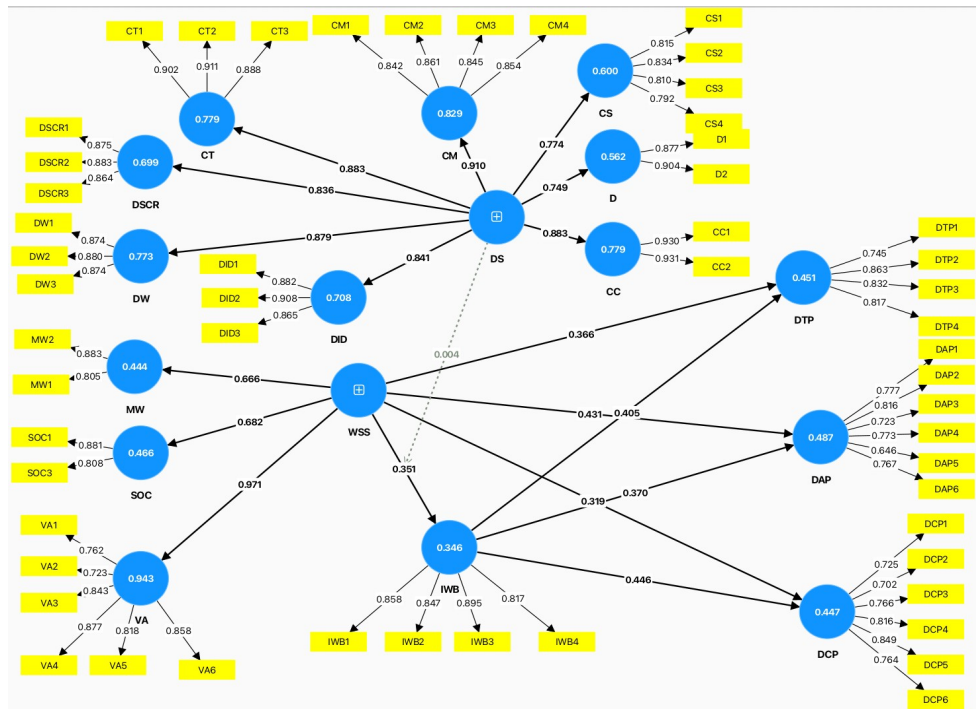 CT1 CT2 CT3
0.902 0.911 0.888
0.779
CT
CM1 CM2 CM3 CM4
0.842 0.861 0.845 0.854
0.829
CM
CS1
CS2
CS3
CS4
0.815
0.834
0.810
0.792
0.600
CS
D1
D2
0.877
0.904
0.562
D
CC1
CC2
0.930
0.931
0.779
CC
DSCR1
DSCR2
DSCR3
0.875
0.883
0.864
0.699
DSCR
DW1
DW2
DW3
0.874
0.880
0.874
0.773
DW
DID1
DID2
DID3
0.882
0.908
0.865
0.708
DID
DS
0.883
0.910
0.774
0.749
0.883
0.836
0.879
0.841
0.004
MW2
MW1
0.883
0.805
0.444
MW
SOC1
SOC3
0.881
0.808
0.466
SOC
VA1
VA2
VA3
VA4 VA5 VA6
0.762
0.723
0.843
0.877 0.818 0.858
0.943
VA
WSS
0.666
0.682
0.971
0.351
0.366
0.431
0.319
IWB1 IWB2 IWB3 IWB4
0.858 0.847 0.895 0.817
0.346
IWB
0.405
0.370
0.446
DTP1
DTP2
DTP3
DTP4
0.745
0.863
0.832
0.817
0.451
DTP
DAP1
DAP2
DAP3
DAP4
DAP5
DAP6
0.777
0.816
0.723
0.773
0.646
0.767
0.487
DAP
DCP1
DCP2
DCP3
DCP4
DCP5
DCP6
0.725
0.702
0.766
0.816
0.849
0.764
0.447
DCP